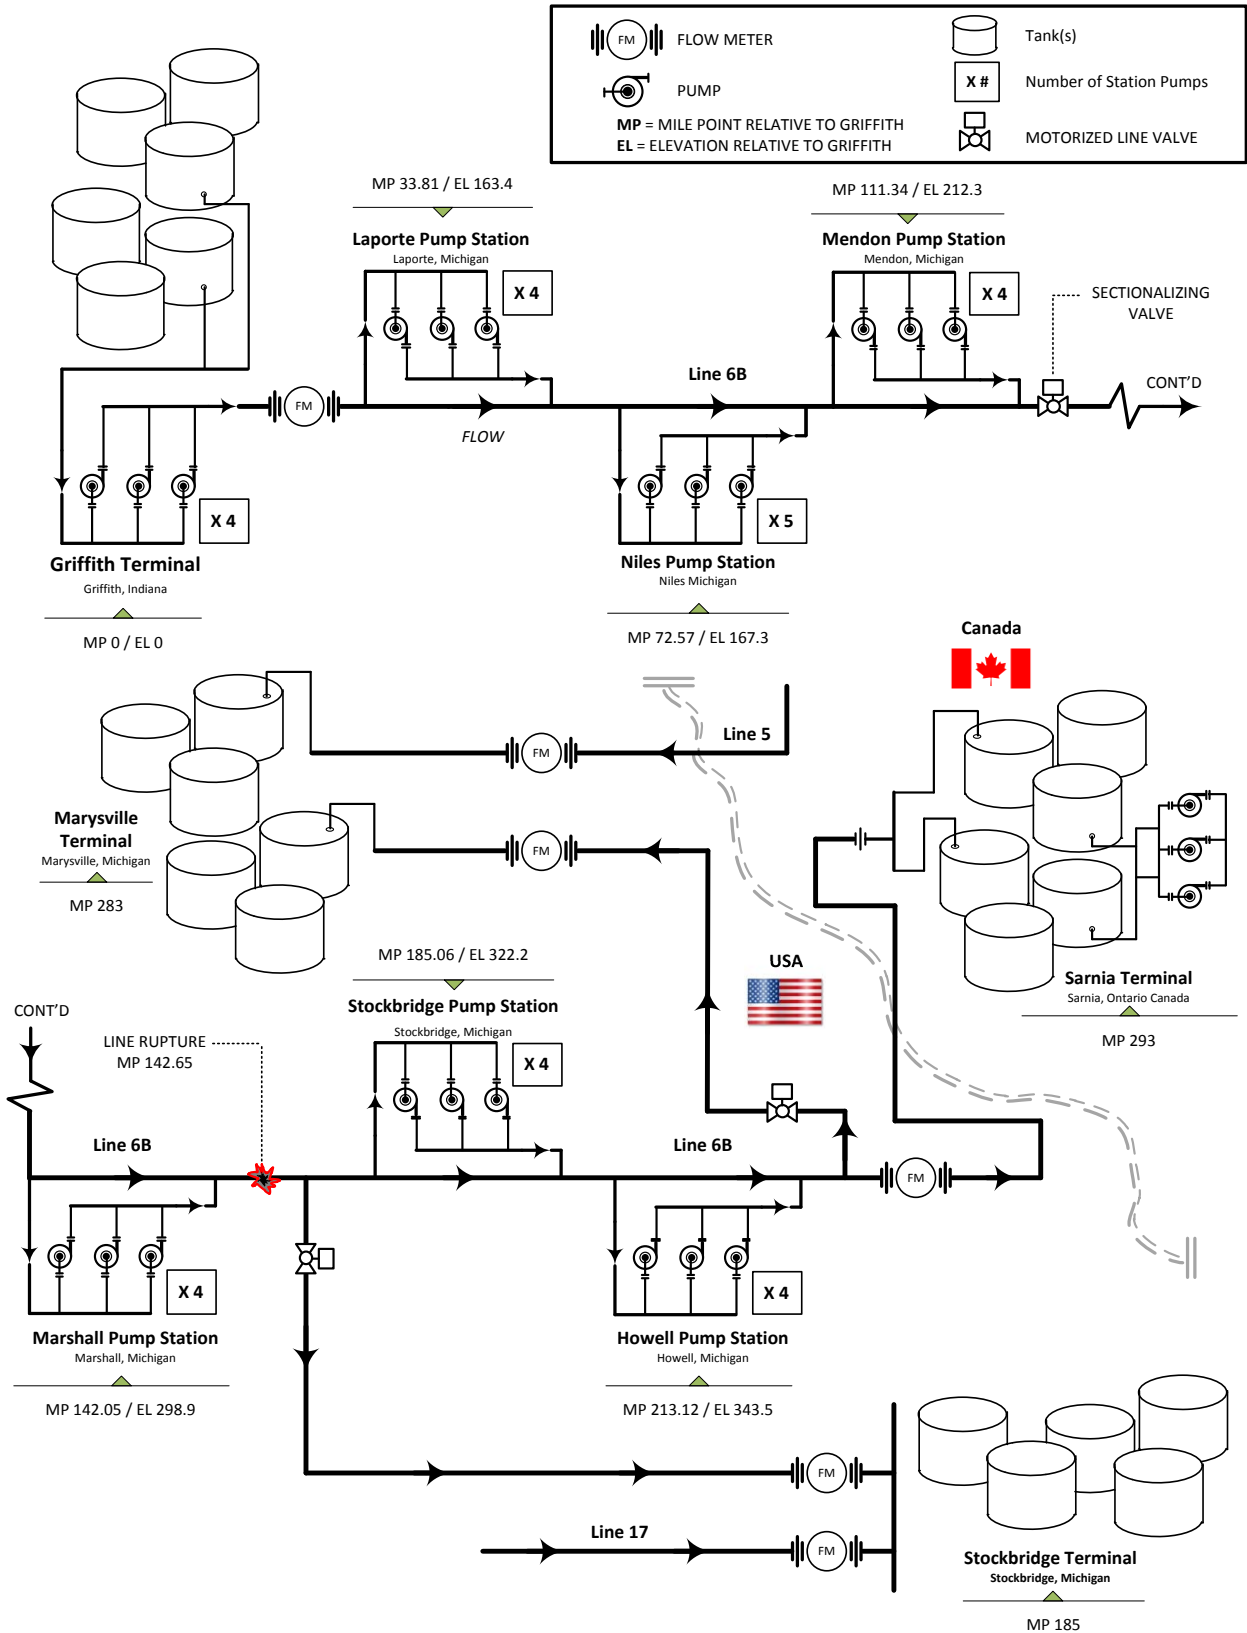 FM
FLOW METER
Tank(s)
PUMP
X #
Number of Station Pumps
MP = MILE POINT RELATIVE TO GRIFFITH
EL = ELEVATION RELATIVE TO GRIFFITH
MOTORIZED LINE VALVE
MP 33.81 / EL 163.4
Laporte Pump Station
Laporte, Michigan
X 4
MP 111.34 / EL 212.3
Mendon Pump Station
Mendon, Michigan
X 4
SECTIONALIZING
VALVE
Line 6B
CONT'D
FM
FLOW
X 4
X 5
Griffith Terminal
Griffith, Indiana
MP 0 / EL 0
Niles Pump Station
Niles Michigan
MP 72.57 / EL 167.3
Canada
Line 5
FM
Marysville
Terminal
Marysville, Michigan
MP 283
FM
USA
Sarnia Terminal
Sarnia, Ontario Canada
MP 293
MP 185.06 / EL 322.2
Stockbridge Pump Station
Stockbridge, Michigan
X 4
CONT'D
LINE RUPTURE
MP 142.65
Line 6B
Line 6B
FM
X 4
X 4
Marshall Pump Station
Marshall, Michigan
MP 142.05 / EL 298.9
Howell Pump Station
Howell, Michigan
MP 213.12 / EL 343.5
FM
Line 17
FM
Stockbridge Terminal
Stockbridge, Michigan
MP 185